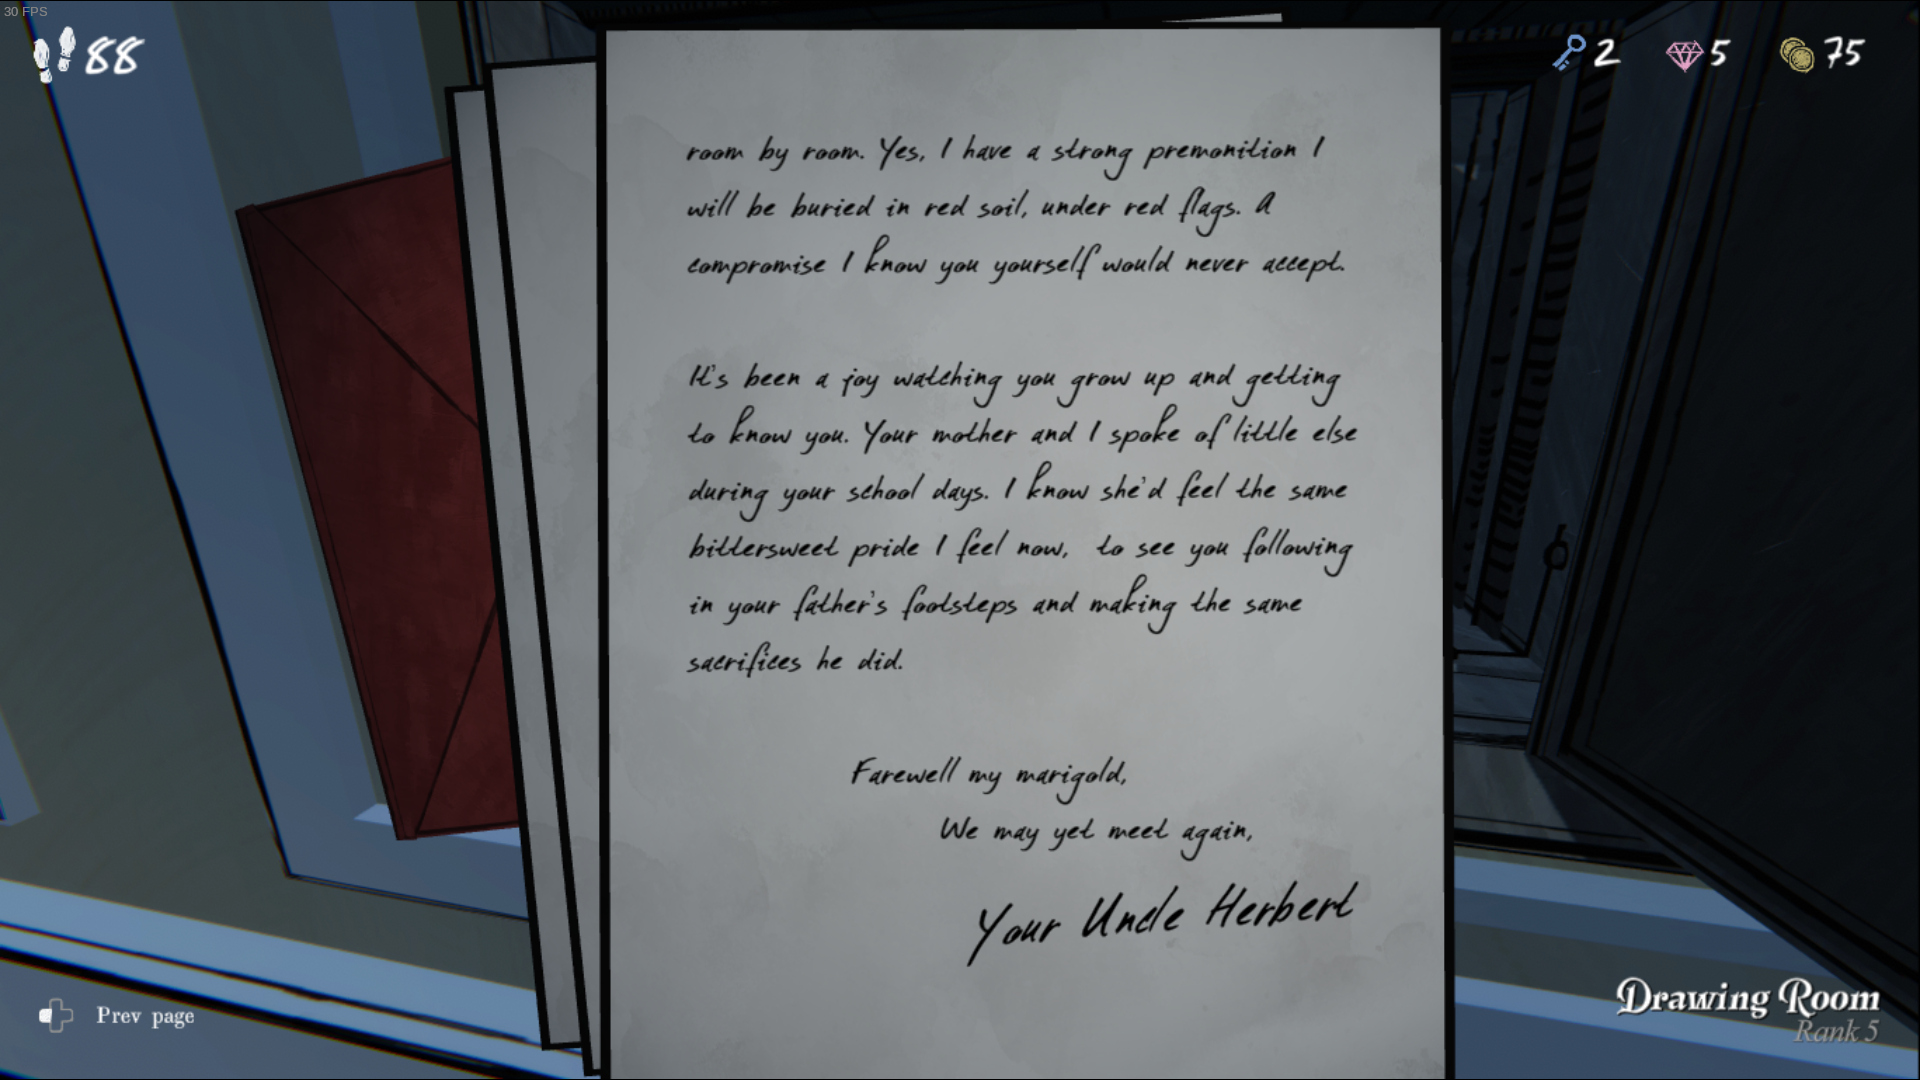 30 FPS
88
2
5
75
room by room. Yes, I have a strong premonition I
will be buried in red soil, under red flags. A
compromise I know you yourself would never accept.
It's been a joy watching you grow up and getting
to know you. Your mother and I spoke of little else
during your school days. I know she'd feel the same
bittersweet pride I feel now, to see you following
in your father's footsteps and making the same
sacrifices he did.
Farewell my marigold,
We may yet meet again,
Your Uncle Herbert
Prev page
Drawing Room
Rank 5